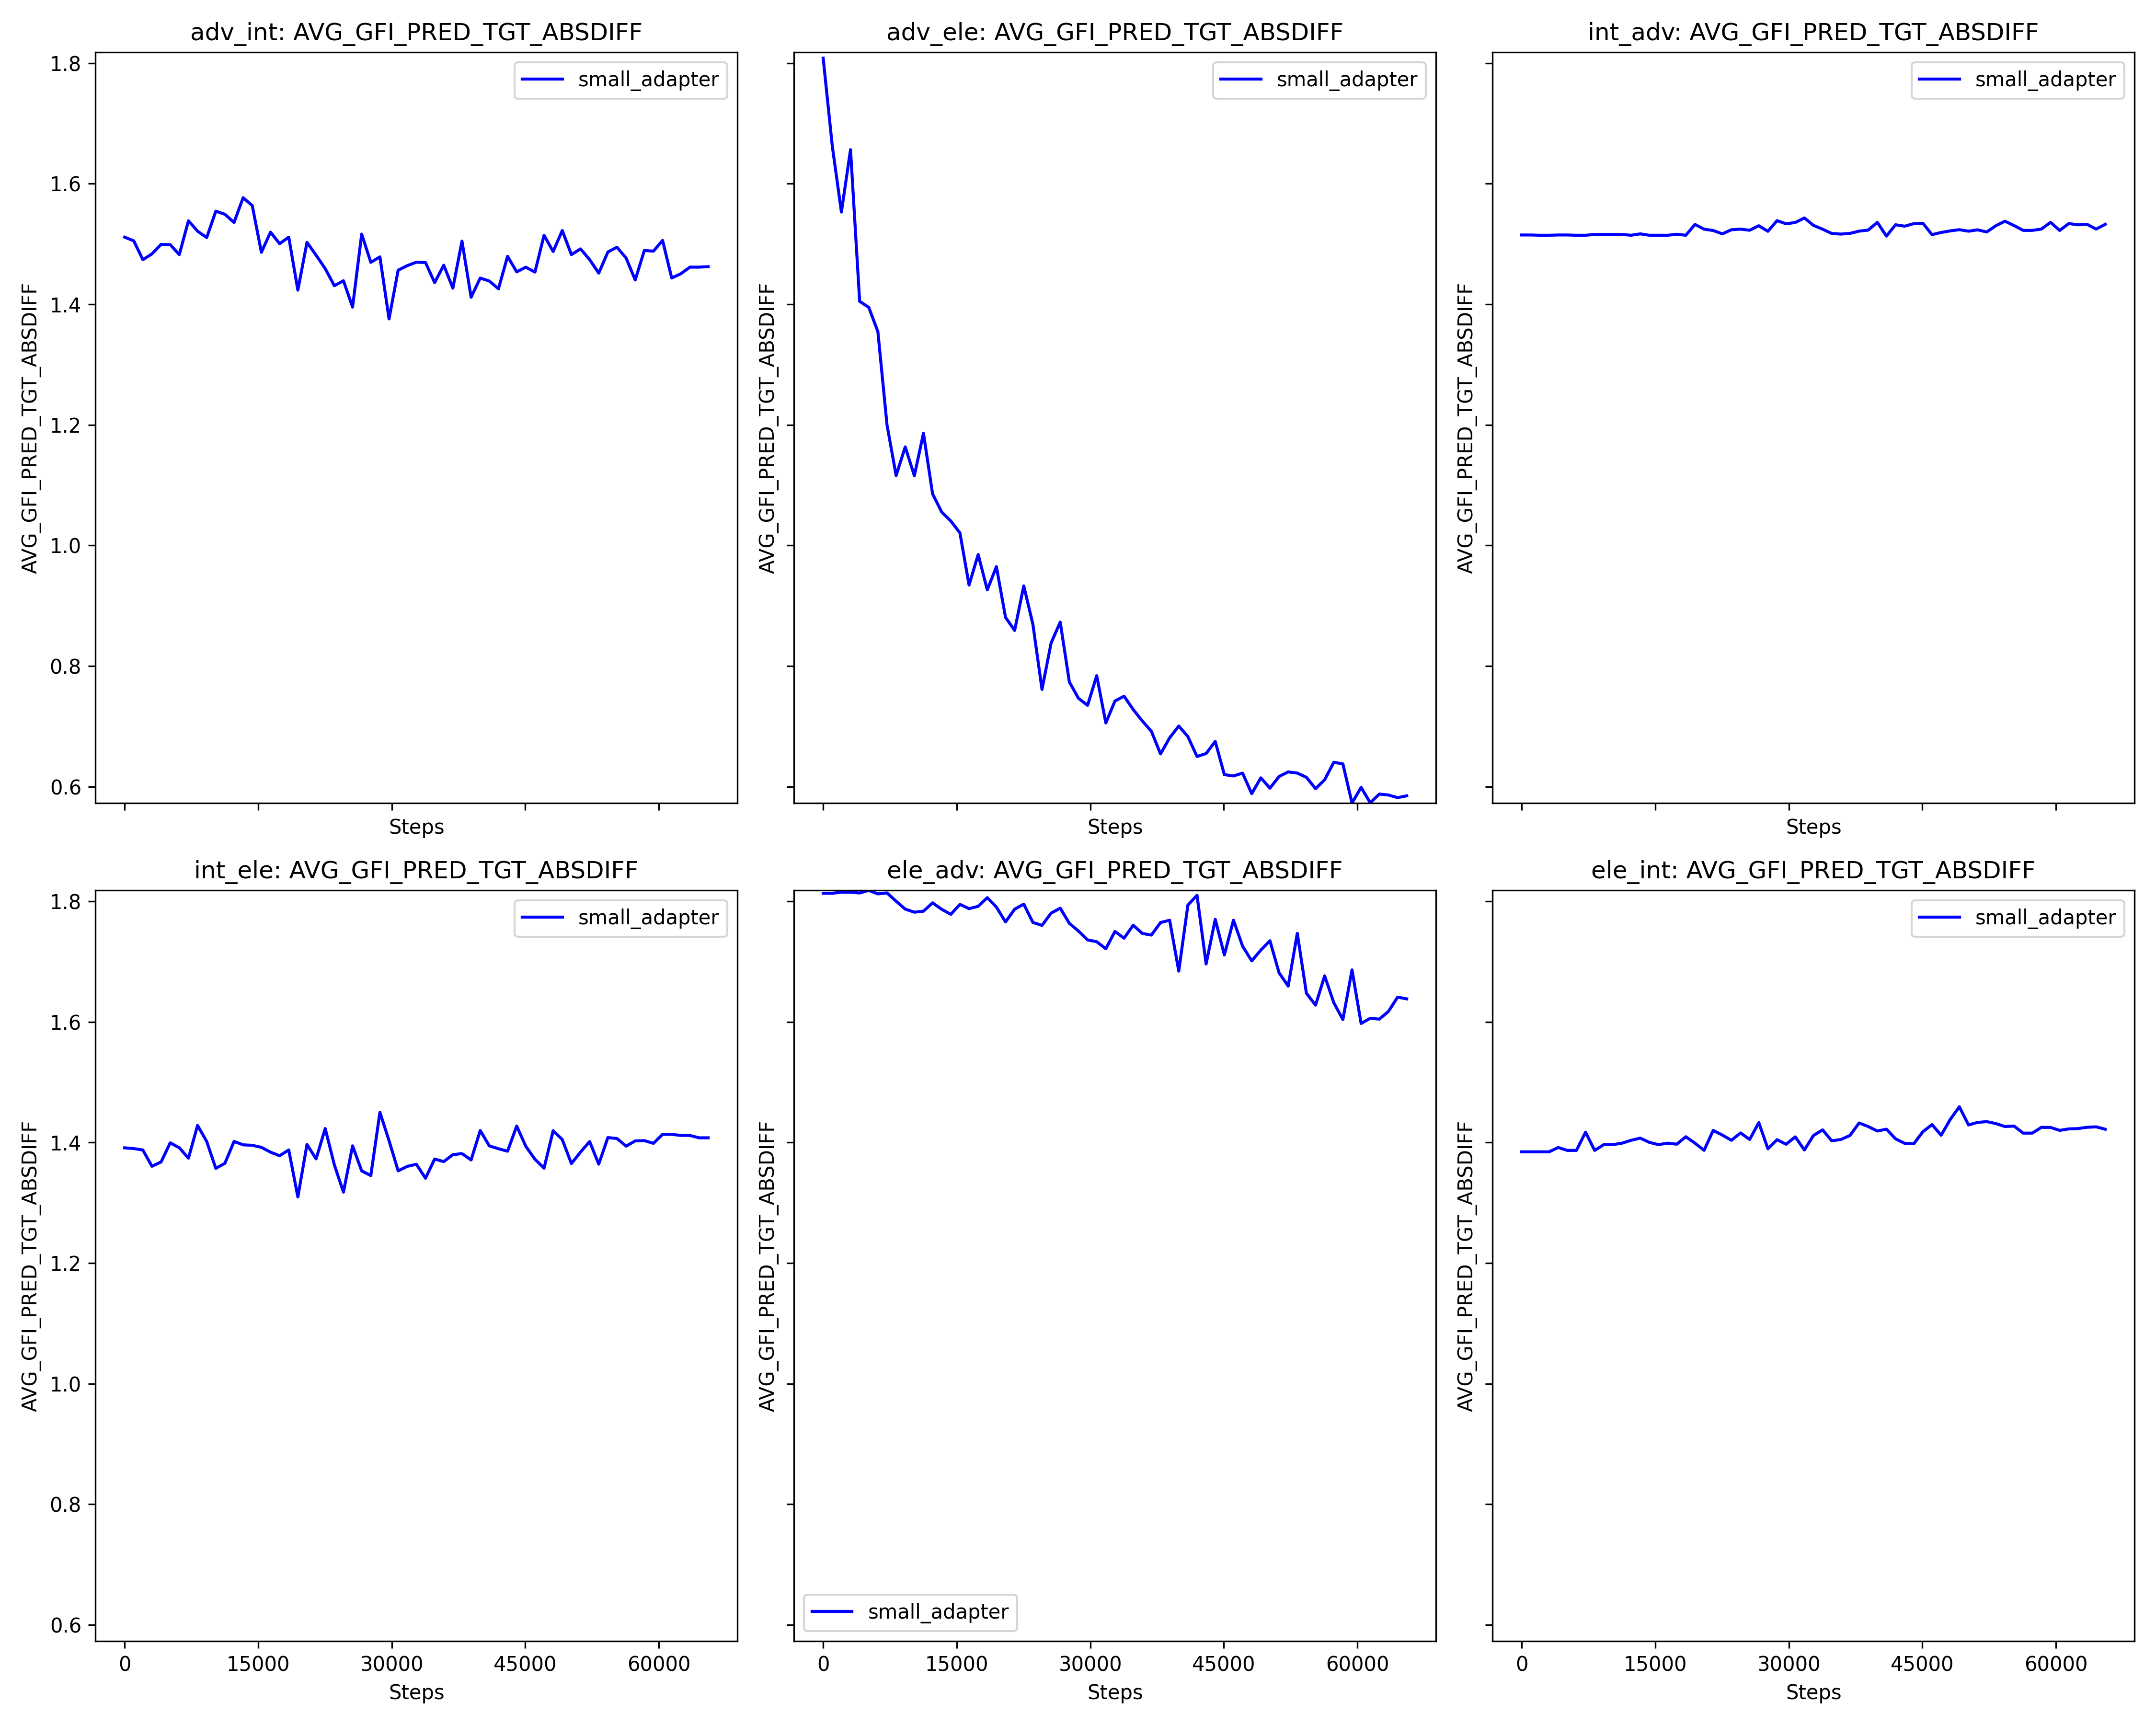 adv_int: AVG_GFI_PRED_TGT_ABSDIFF
adv_ele: AVG_GFI_PRED_TGT_ABSDIFF
int_adv: AVG_GFI_PRED_TGT_ABSDIFF
small_adapter
small_adapter
small_adapter
AVG_GFI_PRED_TGT_ABSDIFF
1.8
1.6
1.4
1.2
1.0
0.8
0.6
AVG_GFI_PRED_TGT_ABSDIFF
AVG_GFI_PRED_TGT_ABSDIFF
Steps
Steps
Steps
int_ele: AVG_GFI_PRED_TGT_ABSDIFF
ele_adv: AVG_GFI_PRED_TGT_ABSDIFF
ele_int: AVG_GFI_PRED_TGT_ABSDIFF
small_adapter
small_adapter
AVG_GFI_PRED_TGT_ABSDIFF
1.8
1.6
1.4
1.2
1.0
0.8
0.6
AVG_GFI_PRED_TGT_ABSDIFF
AVG_GFI_PRED_TGT_ABSDIFF
small_adapter
0 15000 30000 45000 60000
0 15000 30000 45000 60000
0 15000 30000 45000 60000
Steps
Steps
Steps